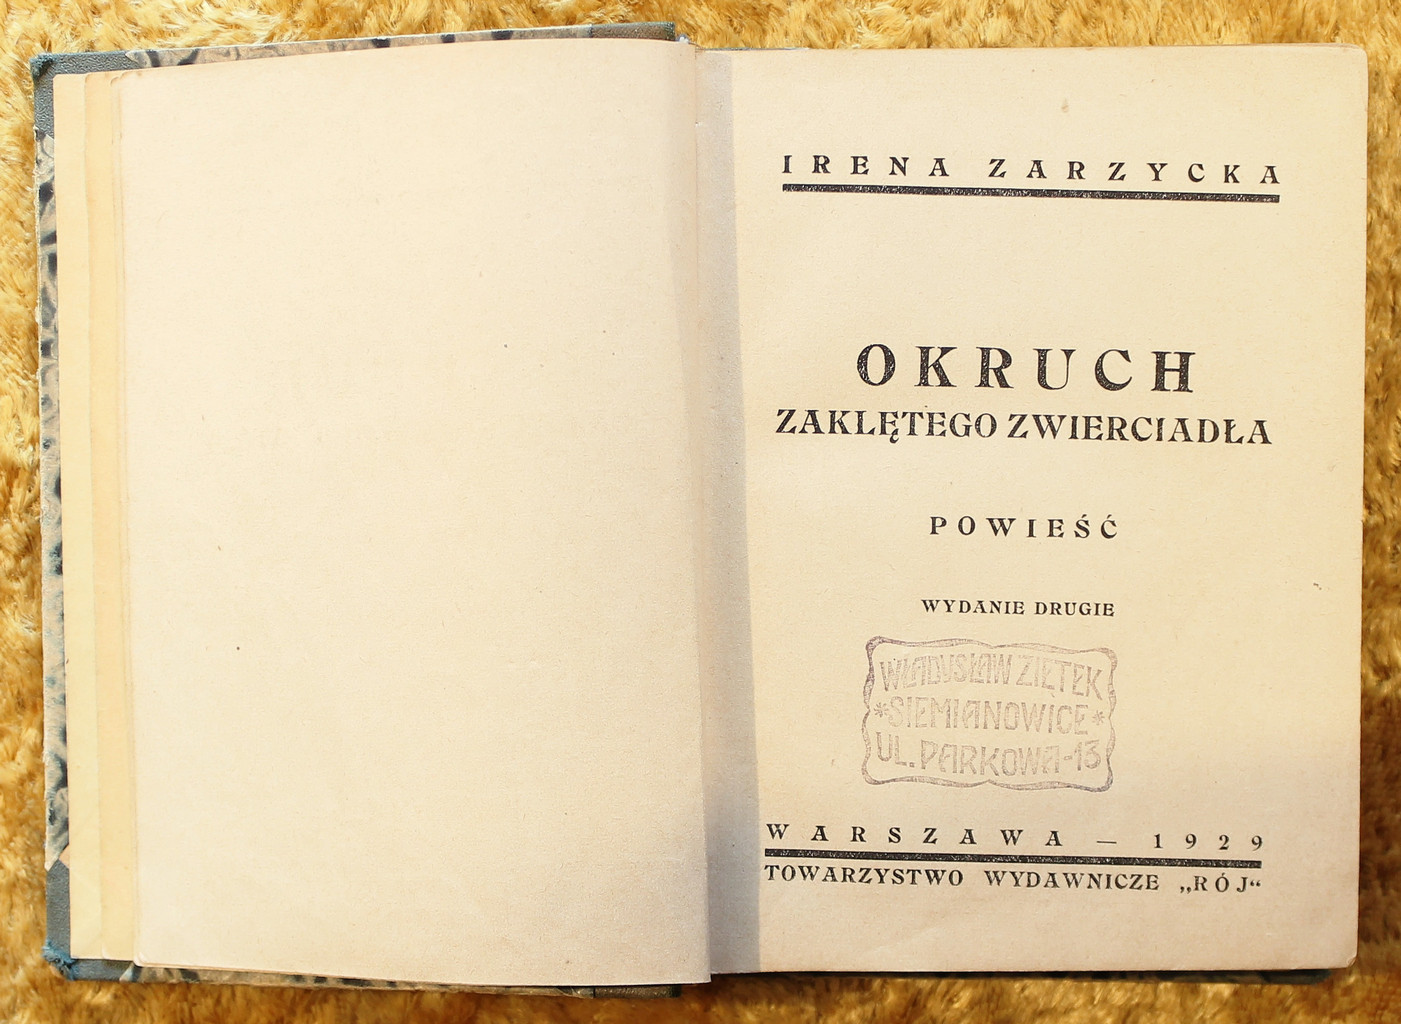 IRENA ZARZYCKA
OKRUCH
ZAKLĘTEGO ZWIERCIADŁA
POWIEŚĆ
WYDANIE DRUGIE
WŁADYSŁAW ZIĘTEK
*SIEMIANOWICE*
UL. PARKOWA-13
WARSZAWA — 1929
TOWARZYSTWO WYDAWNICZE „RÓJ“